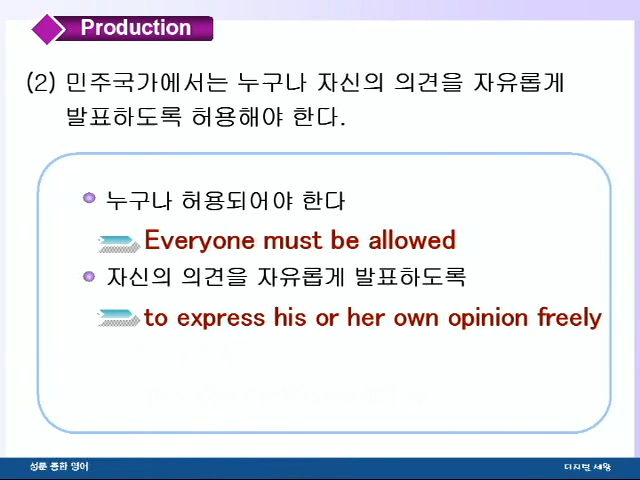 Production
(2) 민주국가에서는 누구나 자신의 의견을 자유롭게
발표하도록 허용해야 한다.
누구나 허용되어야 한다
Everyone must be allowed
자신의 의견을 자유롭게 발표하도록
to express his or her own opinion freely
성문 종합 영어
디지털 세상